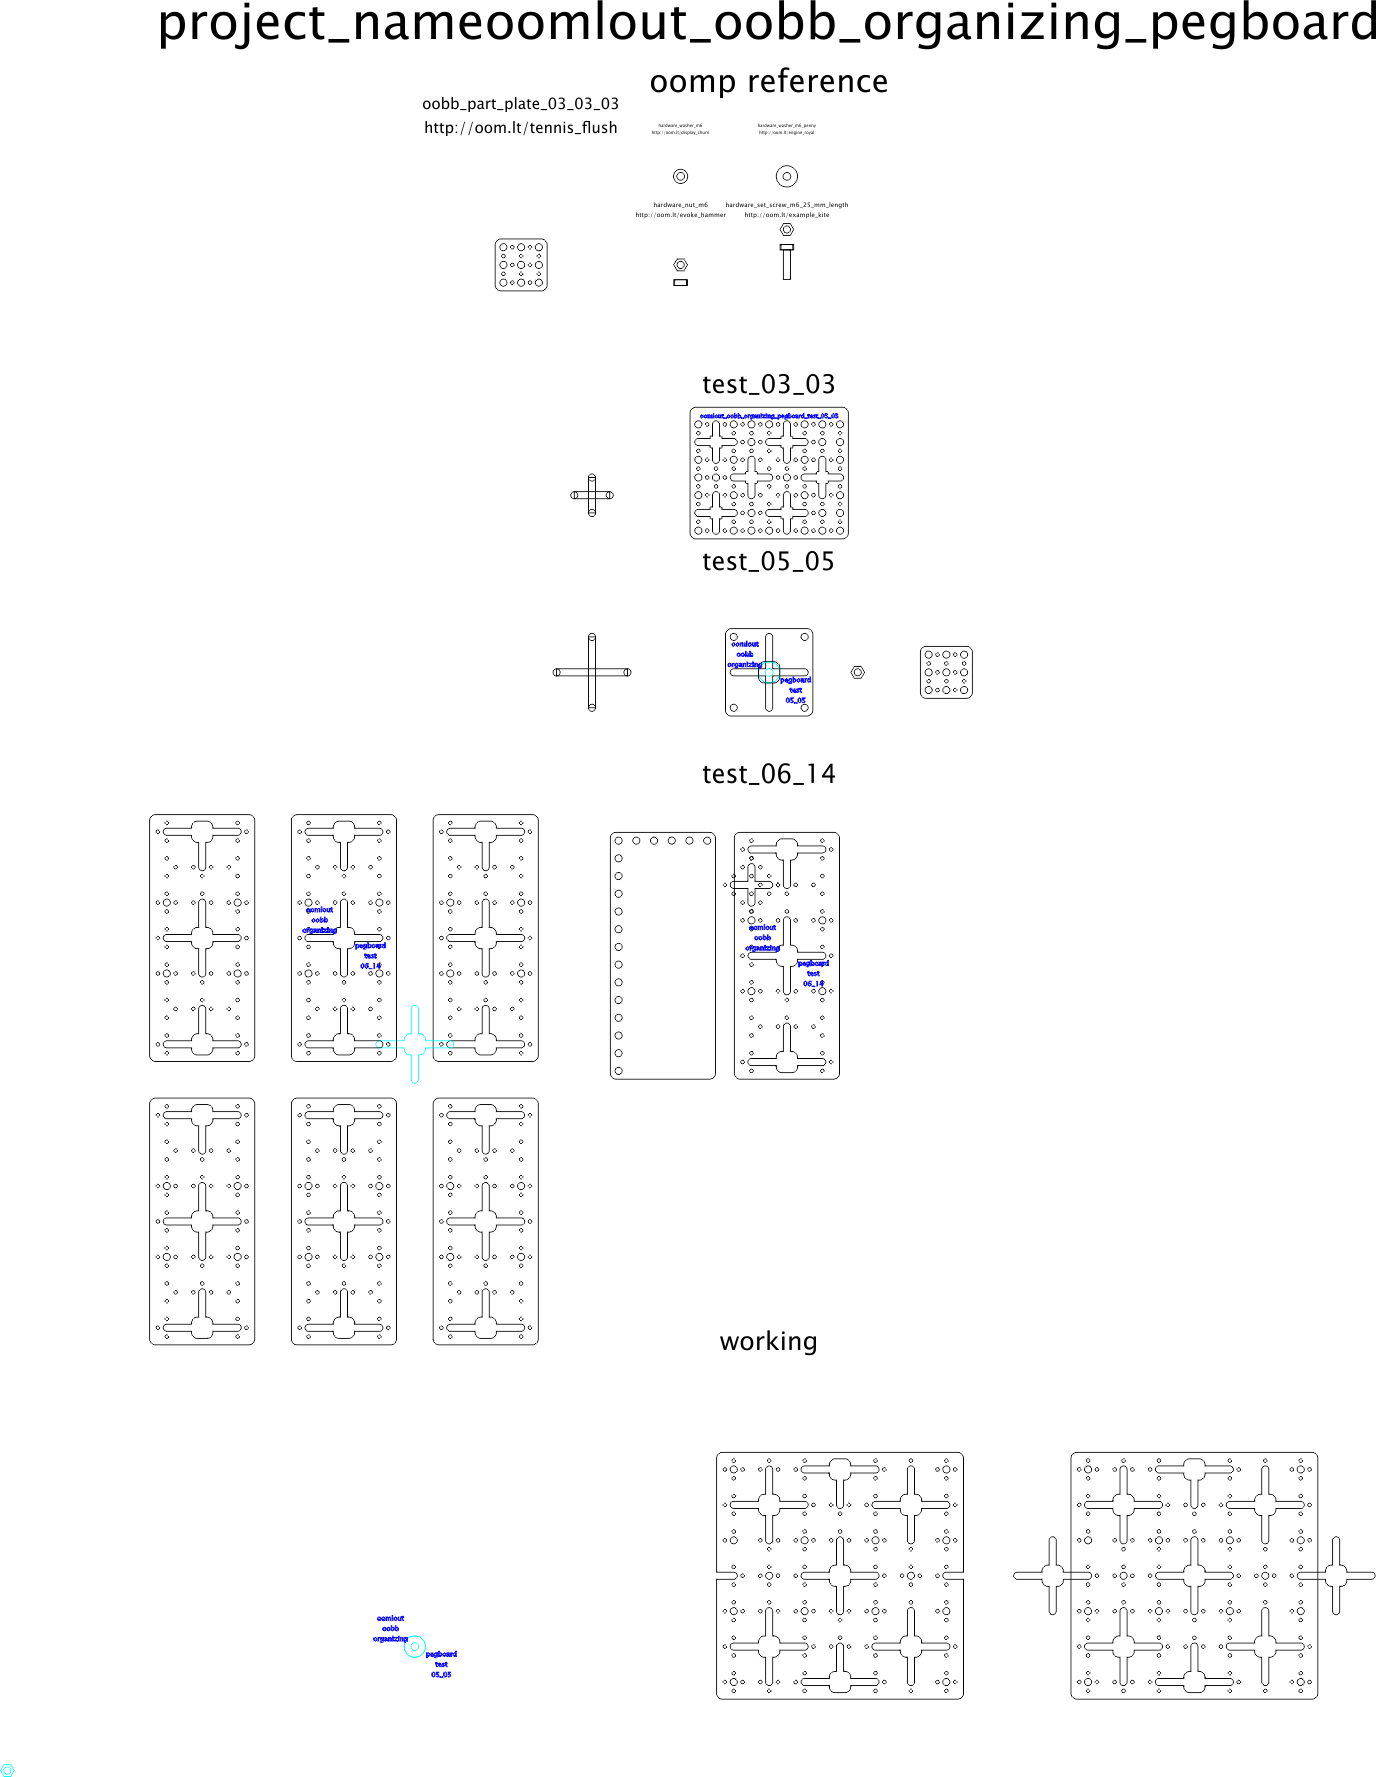 project_nameoomlout_oobb_organizing_pegboard
oomp reference
oobb_part_plate_03_03_03
http://oom.lt/tennis_flush
hardware_washer_m6
http://oom.lt/display_churn
hardware_washer_m6_penny
http://oom.lt/engine_royal
hardware_nut_m6
http://oom.lt/evoke_hammer
hardware_set_screw_m6_25_mm_length
http://oom.lt/example_kite
test_03_03
oomlout_oobb_organizing_pegboard_test_03_03
test_05_05
oomlout
oobb
organizing
pegboard
test
05_05
test_06_14
oomlout
oobb
organizing
pegboard
test
06_14
oomlout
oobb
organizing
pegboard
test
06_14
working
oomlout
oobb
organizing
pegboard
test
05_05